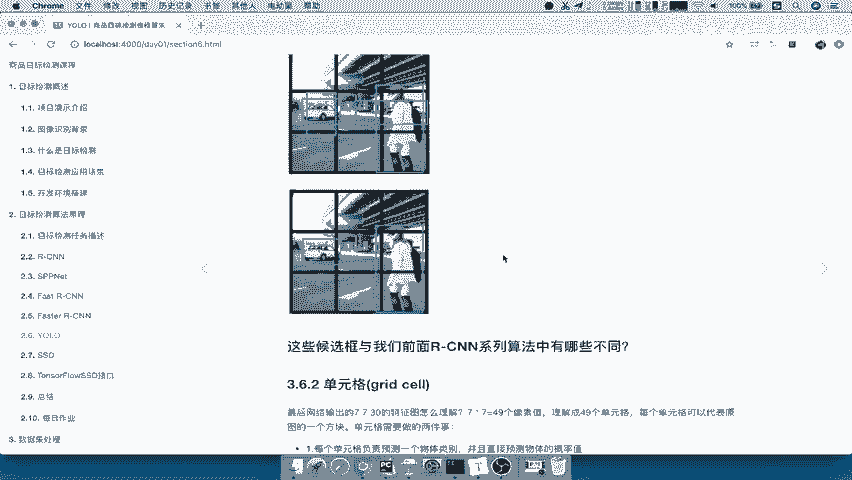 Chrome 文件 修改 视图 历史记录 书签 其他人 电动屏 帮助
YOLO | 商品目标检测
localhost:4000/day01/section6.html
商品目标检测课程
1. 目标检测概述
1.1. 项目演示介绍
1.2. 图像识别背景
1.3. 什么是目标检测
1.4. 目标检测应用场景
1.5. 开发环境搭建
2. 目标检测算法原理
2.1. 目标检测任务描述
2.2. R-CNN
2.3. SPPNet
2.4. Fast R-CNN
2.5. Faster R-CNN
2.6. YOLO
2.7. SSD
2.8. TensorFlowSSD接口
2.9. 总结
2.10. 每日作业
3. 数据集处理
这些候选框与我们前面R-CNN系列算法中有哪些不同？
3.6.2 单元格(grid cell)
最后网络输出的7*7*30的特征图怎么理解？7 * 7=49个像素值，理解成49个单元格，每个单元格可以代表原
图的一个方块。单元格需要做的两件事：
1.每个单元格负责预测一个物体类别，并且直接预测物体的概率值